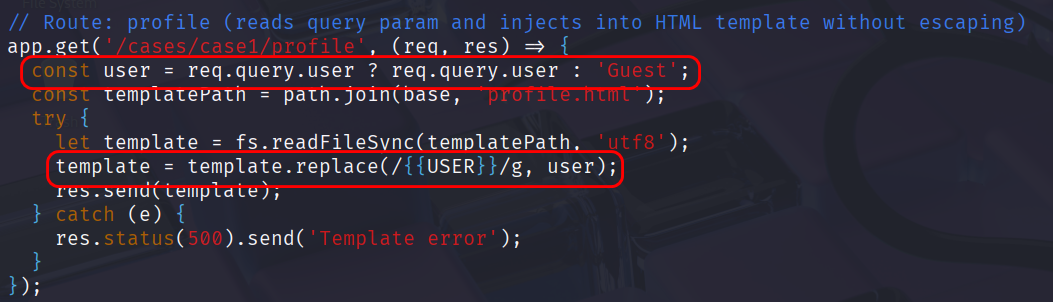 File System
// Route: profile (reads query param and injects into HTML template without escaping)
app.get('/cases/case1/profile', (req, res) => {
  const user = req.query.user ? req.query.user : 'Guest';
  const templatePath = path.join(base, 'profile.html');
  try {
    let template = fs.readFileSync(templatePath, 'utf8');
    template = template.replace(/{{USER}}/g, user);
    res.send(template);
  } catch (e) {
    res.status(500).send('Template error');
  }
});